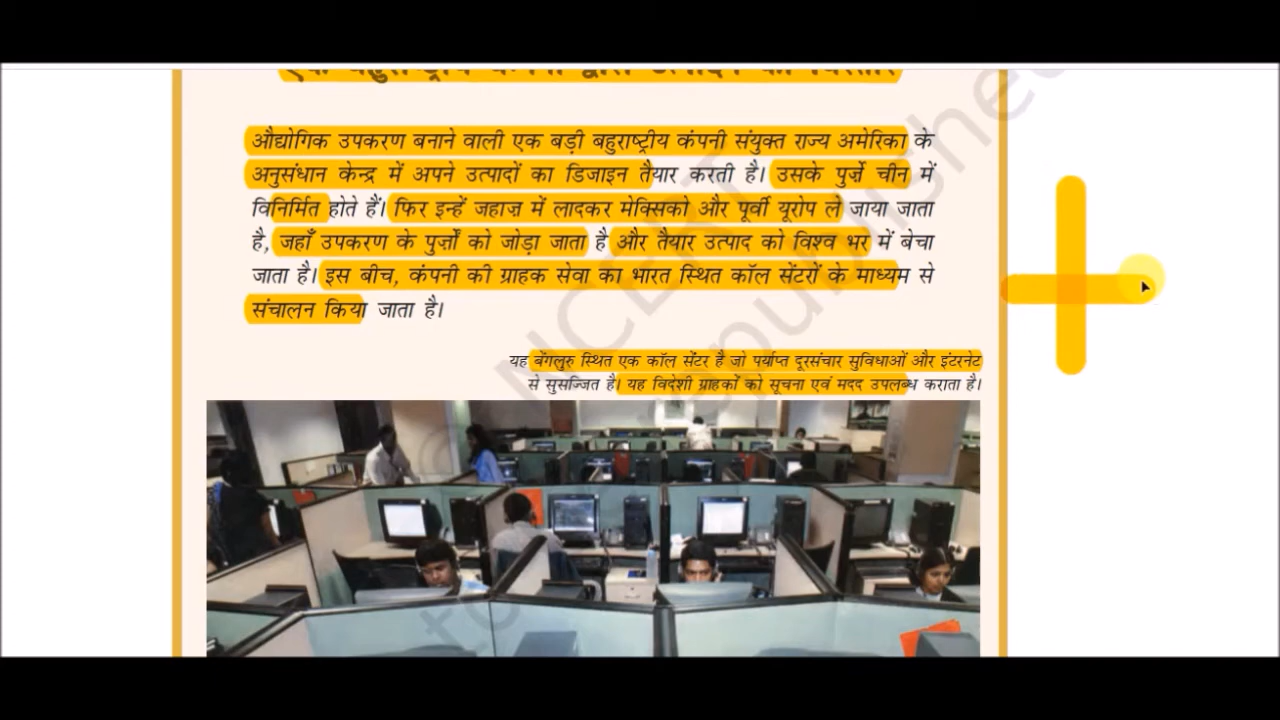 औद्योगिक उपकरण बनाने वाली एक बड़ी बहुराष्ट्रीय कंपनी संयुक्त राज्य अमेरिका के
अनुसंधान केन्द्र में अपने उत्पादों का डिजाइन तैयार करती है। उसके पुर्ज़े चीन में
विनिर्मित होते हैं। फिर इन्हें जहाज़ में लादकर मेक्सिको और पूर्वी यूरोप ले जाया जाता
है, जहाँ उपकरण के पुर्ज़ों को जोड़ा जाता है और तैयार उत्पाद को विश्व भर में बेचा
जाता है। इस बीच, कंपनी की ग्राहक सेवा का भारत स्थित कॉल सेंटरों के माध्यम से
संचालन किया जाता है।
यह बेंगलुरु स्थित एक कॉल सेंटर है जो पर्याप्त दूरसंचार सुविधाओं और इंटरनेट
से सुसज्जित है। यह विदेशी ग्राहकों को सूचना एवं मदद उपलब्ध कराता है।